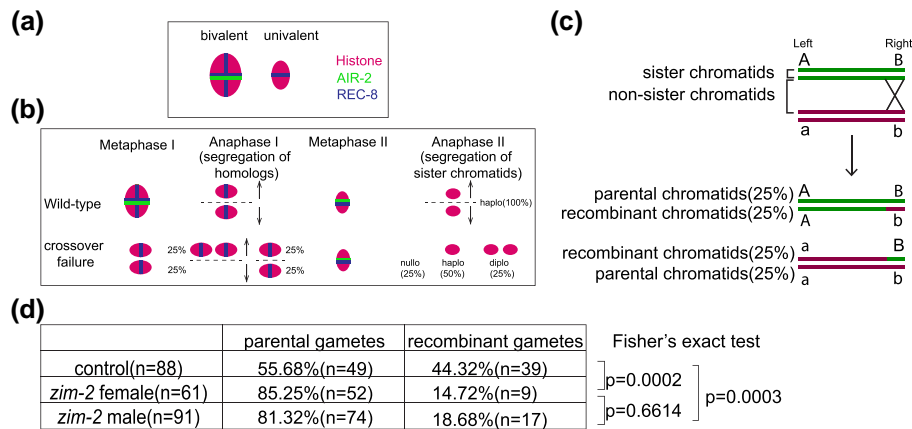 (a)
bivalent univalent
Histone
AIR-2
REC-8
(b)
Metaphase I
Anaphase I
(segregation of
homologs)
Metaphase II
Anaphase II
(segregation of
sister chromatids)
Wild-type
haplo(100%)
crossover
failure
25%
25%
25%
25%
25%
25%
nullo
(25%)
haplo
(50%)
diplo
(25%)
(c)
Left Right
A B
sister chromatids
non-sister chromatids
a b
A B
parental chromatids(25%)
recombinant chromatids(25%)
A b
a B
recombinant chromatids(25%)
parental chromatids(25%)
a b
(d)
parental gametes recombinant gametes
control(n=88) 55.68%(n=49) 44.32%(n=39)
zim-2 female(n=61) 85.25%(n=52) 14.72%(n=9)
zim-2 male(n=91) 81.32%(n=74) 18.68%(n=17)
Fisher's exact test
p=0.0002
p=0.6614
p=0.0003